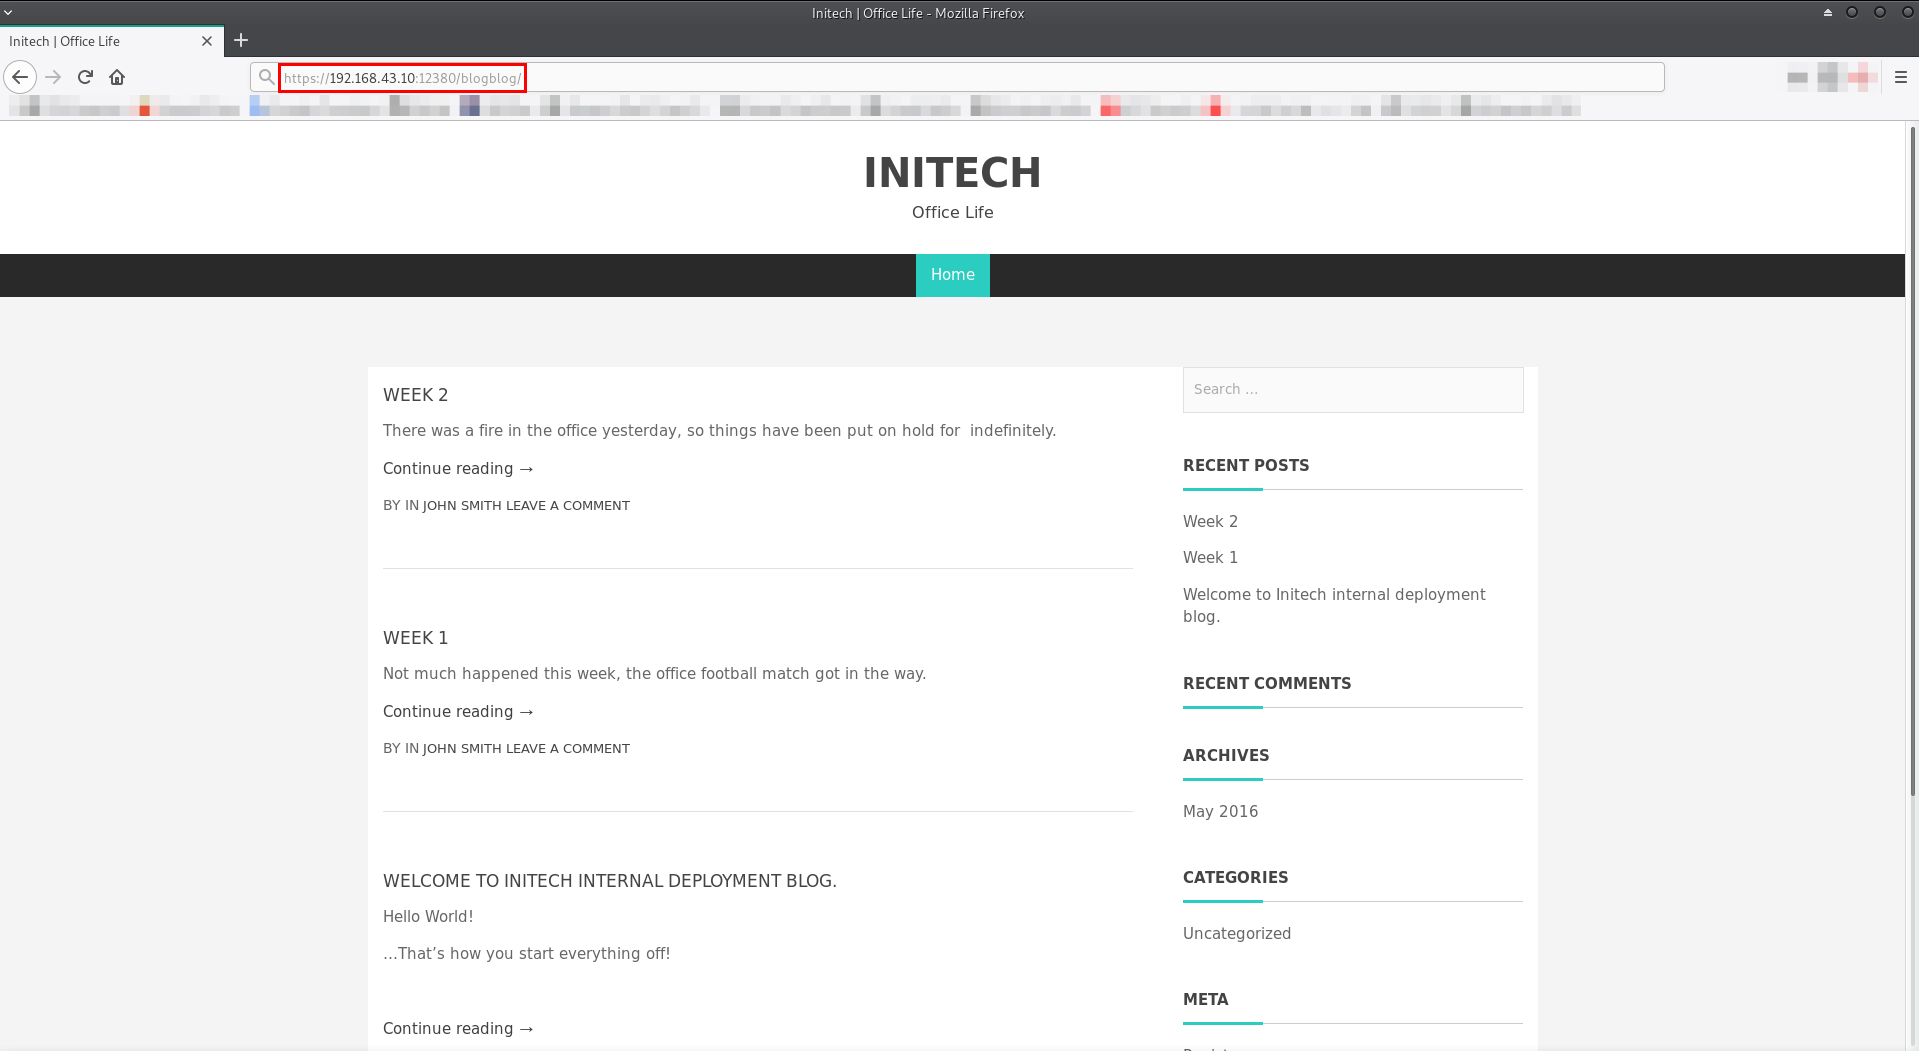 Initech | Office Life - Mozilla Firefox
Initech | Office Life
https://192.168.43.10:12380/blogblog/
INITECH
Office Life
Home
WEEK 2
There was a fire in the office yesterday, so things have been put on hold for  indefinitely.
Continue reading →
BY IN JOHN SMITH LEAVE A COMMENT
WEEK 1
Not much happened this week, the office football match got in the way.
Continue reading →
BY IN JOHN SMITH LEAVE A COMMENT
WELCOME TO INITECH INTERNAL DEPLOYMENT BLOG.
Hello World!
…That’s how you start everything off!
Continue reading →
Search …
RECENT POSTS
Week 2
Week 1
Welcome to Initech internal deployment
blog.
RECENT COMMENTS
ARCHIVES
May 2016
CATEGORIES
Uncategorized
META